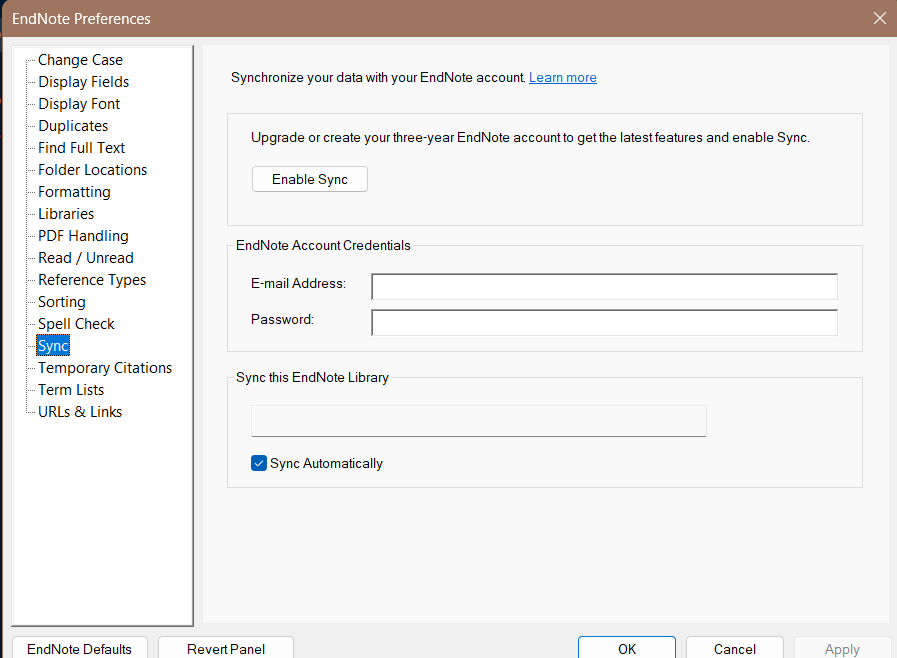 EndNote Preferences
Change Case
Display Fields
Display Font
Duplicates
Find Full Text
Folder Locations
Formatting
Libraries
PDF Handling
Read / Unread
Reference Types
Sorting
Spell Check
Sync
Temporary Citations
Term Lists
URLs & Links
Synchronize your data with your EndNote account. Learn more
Upgrade or create your three-year EndNote account to get the latest features and enable Sync.
Enable Sync
EndNote Account Credentials
E-mail Address:
Password:
Sync this EndNote Library
Sync Automatically
EndNote Defaults
Revert Panel
OK
Cancel
Apply